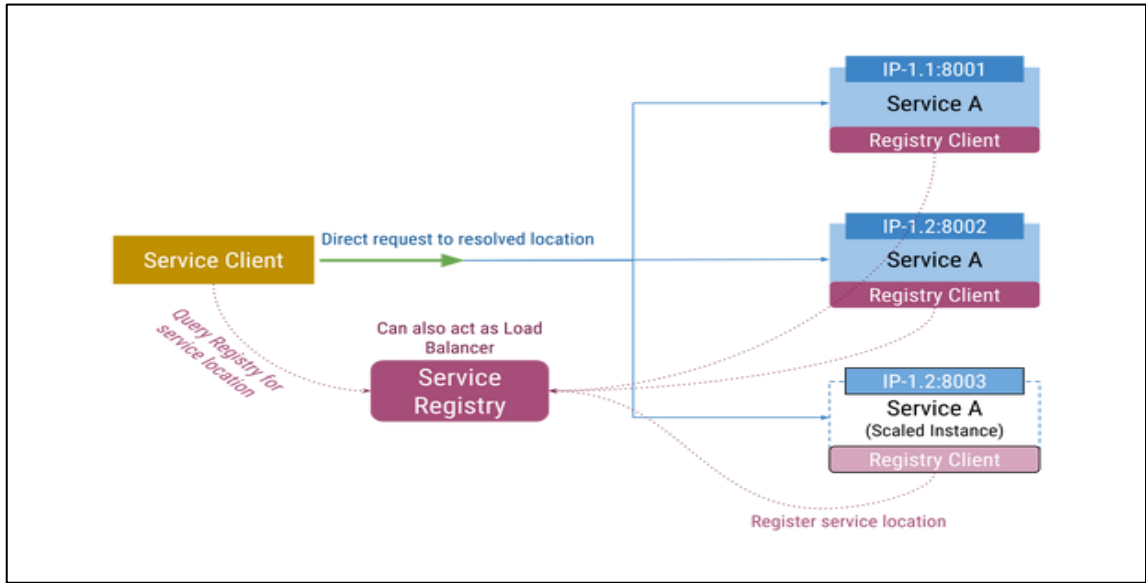 IP-1.1:8001
Service A
Registry Client
IP-1.2:8002
Service A
Registry Client
Direct request to resolved location
Service Client
Query Registry for
service location
Can also act as Load
Balancer
Service
Registry
IP-1.2:8003
Service A
(Scaled Instance)
Registry Client
Register service location